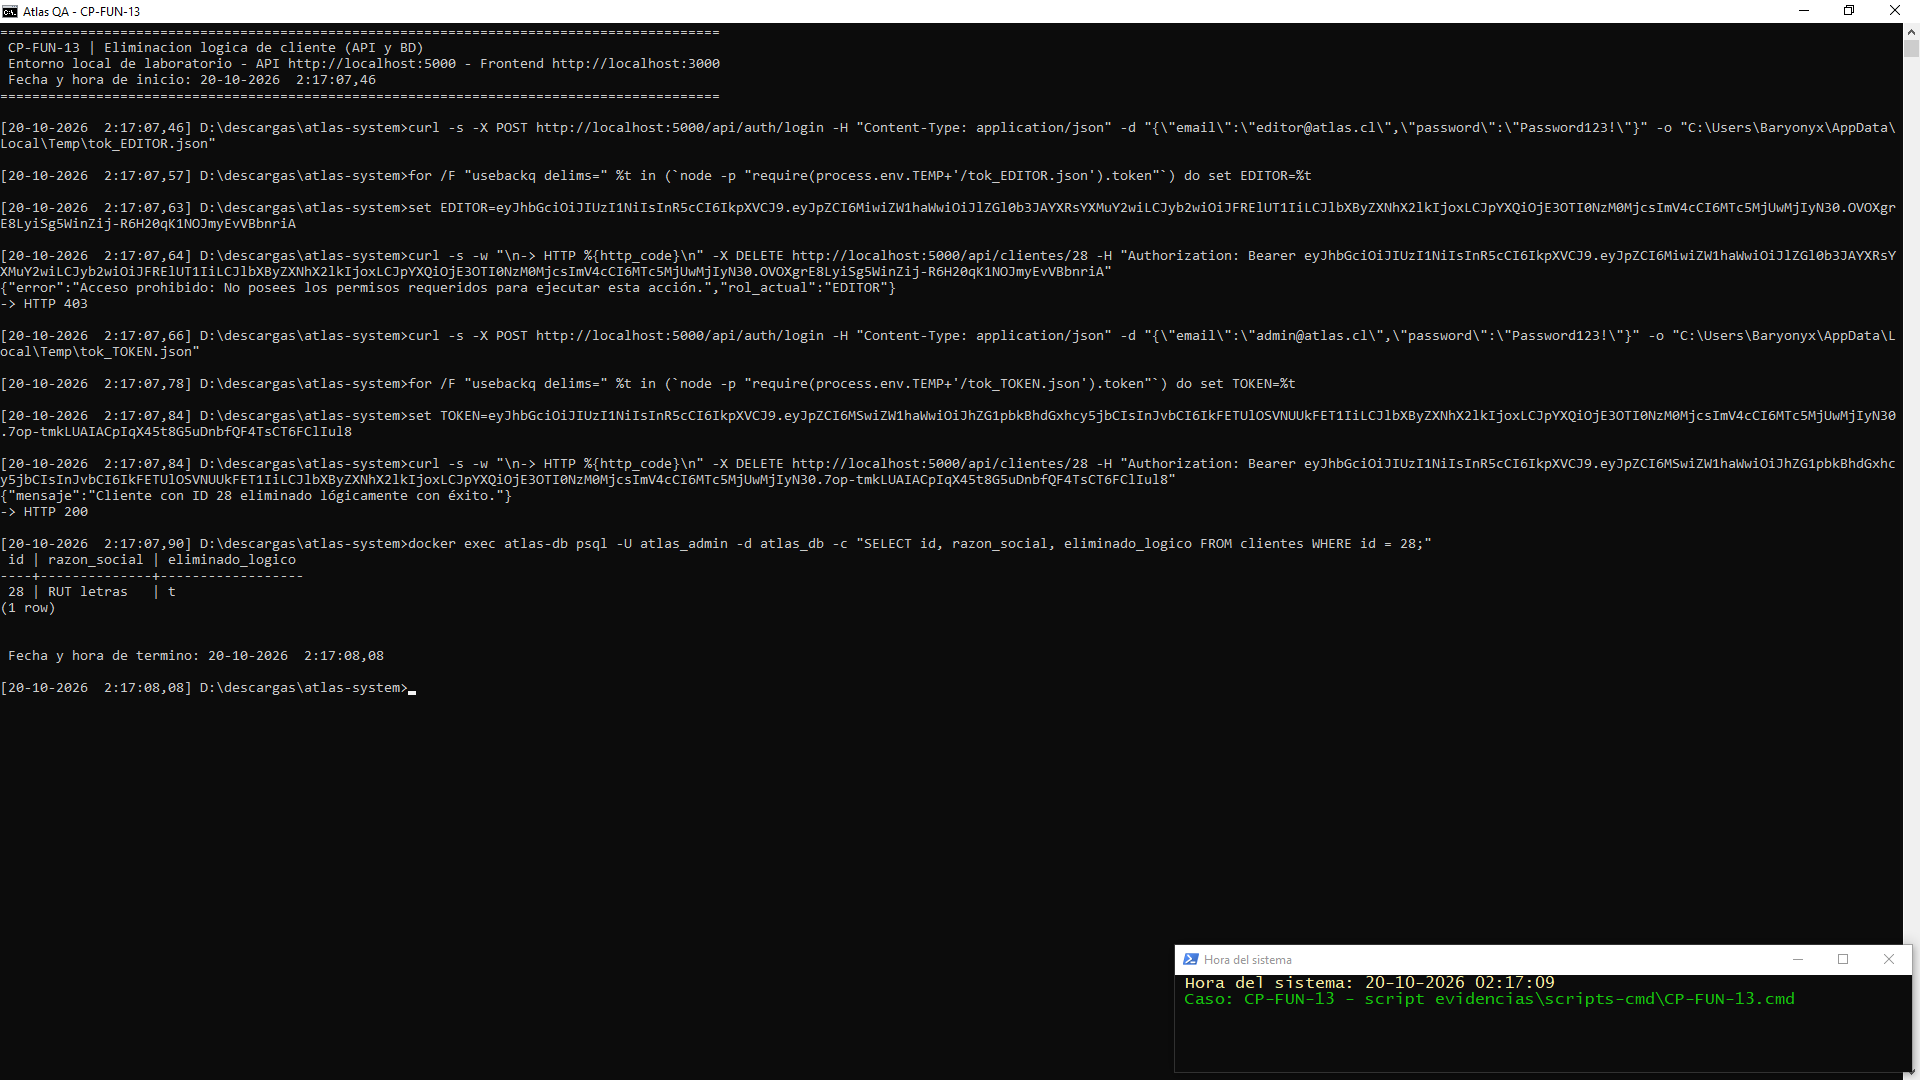 Atlas QA - CP-FUN-13
==========================================================================================
CP-FUN-13 | Eliminacion logica de cliente (API y BD)
Entorno local de laboratorio - API http://localhost:5000 - Frontend http://localhost:3000
Fecha y hora de inicio: 20-10-2026  2:17:07,46
==========================================================================================
[20-10-2026  2:17:07,46] D:\descargas\atlas-system>curl -s -X POST http://localhost:5000/api/auth/login -H "Content-Type: application/json" -d "{\"email\":\"editor@atlas.cl\",\"password\":\"Password123!\"}" -o "C:\Users\Baryonyx\AppData\
Local\Temp\tok_EDITOR.json"
[20-10-2026  2:17:07,57] D:\descargas\atlas-system>for /F "usebackq delims=" %t in (`node -p "require(process.env.TEMP+'/tok_EDITOR.json').token"`) do set EDITOR=%t
[20-10-2026  2:17:07,63] D:\descargas\atlas-system>set EDITOR=eyJhbGciOiJIUzI1NiIsInR5cCI6IkpXVCJ9.eyJpZCI6MiwiZW1haWwiOiJlZGl0b3JAYXRsYXMuY2wiLCJyb2wiOiJFRElUT1IiLCJlbXByZXNhX2lkIjoxLCJpYXQiOjE3OTI0NzM0MjcsImV4cCI6MTc5MjUwMjIyN30.OVOXgr
E8LyiSg5WinZij-R6H20qK1NOJmyEvVBbnriA
[20-10-2026  2:17:07,64] D:\descargas\atlas-system>curl -s -w "\n-> HTTP %{http_code}\n" -X DELETE http://localhost:5000/api/clientes/28 -H "Authorization: Bearer eyJhbGciOiJIUzI1NiIsInR5cCI6IkpXVCJ9.eyJpZCI6MiwiZW1haWwiOiJlZGl0b3JAYXRsY
XMuY2wiLCJyb2wiOiJFRElUT1IiLCJlbXByZXNhX2lkIjoxLCJpYXQiOjE3OTI0NzM0MjcsImV4cCI6MTc5MjUwMjIyN30.OVOXgrE8LyiSg5WinZij-R6H20qK1NOJmyEvVBbnriA"
{"error":"Acceso prohibido: No posees los permisos requeridos para ejecutar esta acción.","rol_actual":"EDITOR"}
-> HTTP 403
[20-10-2026  2:17:07,66] D:\descargas\atlas-system>curl -s -X POST http://localhost:5000/api/auth/login -H "Content-Type: application/json" -d "{\"email\":\"admin@atlas.cl\",\"password\":\"Password123!\"}" -o "C:\Users\Baryonyx\AppData\L
ocal\Temp\tok_TOKEN.json"
[20-10-2026  2:17:07,78] D:\descargas\atlas-system>for /F "usebackq delims=" %t in (`node -p "require(process.env.TEMP+'/tok_TOKEN.json').token"`) do set TOKEN=%t
[20-10-2026  2:17:07,84] D:\descargas\atlas-system>set TOKEN=eyJhbGciOiJIUzI1NiIsInR5cCI6IkpXVCJ9.eyJpZCI6MSwiZW1haWwiOiJhZG1pbkBhdGxhcy5jbCIsInJvbCI6IkFETUlOSVNUUkFET1IiLCJlbXByZXNhX2lkIjoxLCJpYXQiOjE3OTI0NzM0MjcsImV4cCI6MTc5MjUwMjIyN30
.7op-tmkLUAIACpIqX45t8G5uDnbfQF4TsCT6FClIul8
[20-10-2026  2:17:07,84] D:\descargas\atlas-system>curl -s -w "\n-> HTTP %{http_code}\n" -X DELETE http://localhost:5000/api/clientes/28 -H "Authorization: Bearer eyJhbGciOiJIUzI1NiIsInR5cCI6IkpXVCJ9.eyJpZCI6MSwiZW1haWwiOiJhZG1pbkBhdGxhc
y5jbCIsInJvbCI6IkFETUlOSVNUUkFET1IiLCJlbXByZXNhX2lkIjoxLCJpYXQiOjE3OTI0NzM0MjcsImV4cCI6MTc5MjUwMjIyN30.7op-tmkLUAIACpIqX45t8G5uDnbfQF4TsCT6FClIul8"
{"mensaje":"Cliente con ID 28 eliminado lógicamente con éxito."}
-> HTTP 200
[20-10-2026  2:17:07,90] D:\descargas\atlas-system>docker exec atlas-db psql -U atlas_admin -d atlas_db -c "SELECT id, razon_social, eliminado_logico FROM clientes WHERE id = 28;"
id | razon_social | eliminado_logico
----+--------------+------------------
28 | RUT letras   | t
(1 row)
Fecha y hora de termino: 20-10-2026  2:17:08,08
[20-10-2026  2:17:08,08] D:\descargas\atlas-system>
Hora del sistema
Hora del sistema: 20-10-2026 02:17:09
Caso: CP-FUN-13 - script evidencias\scripts-cmd\CP-FUN-13.cmd